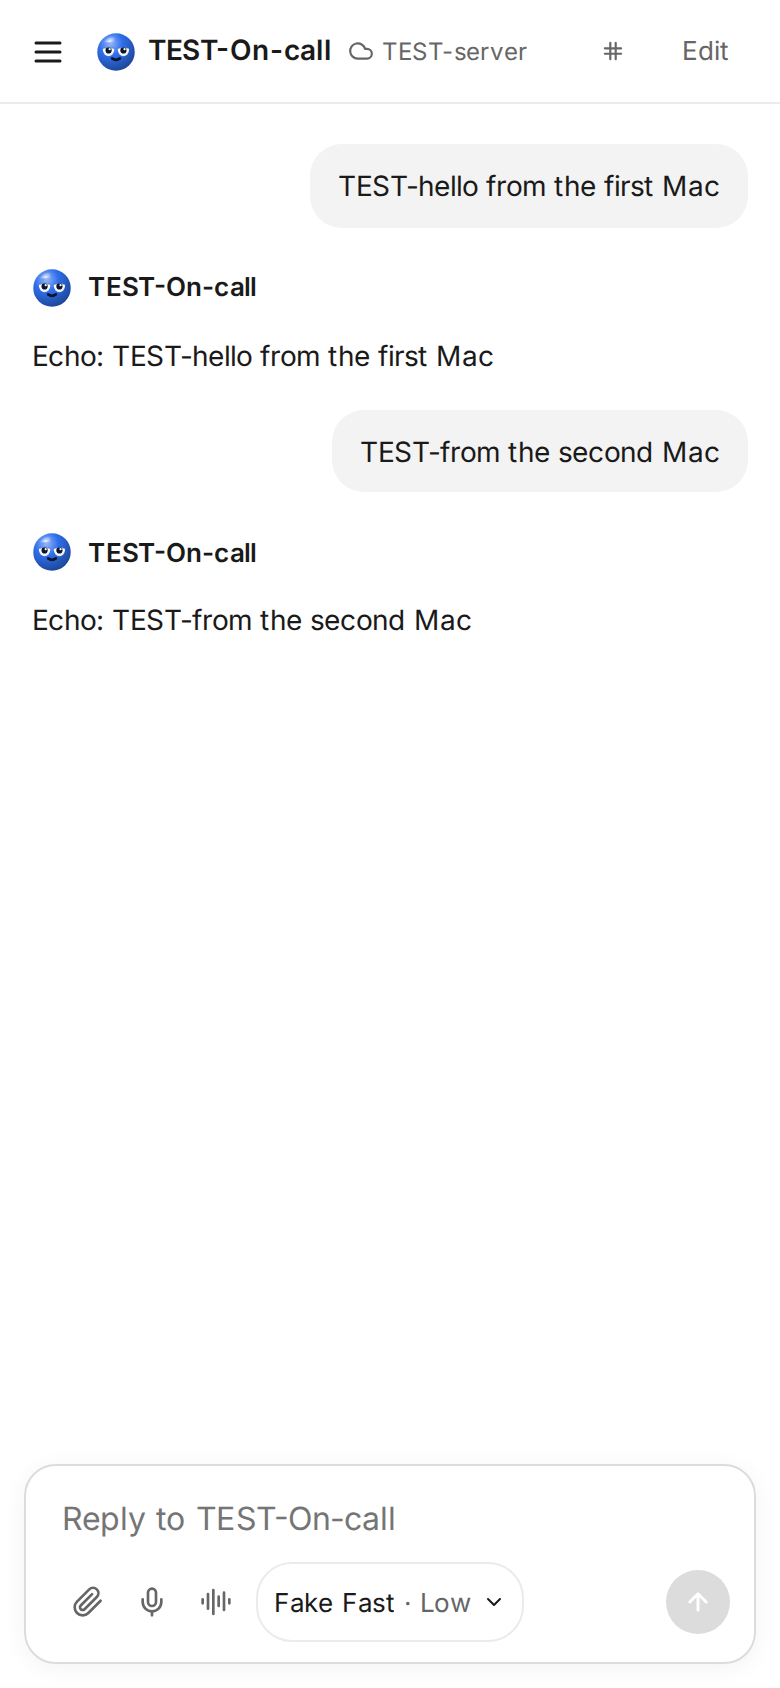 TEST-On-call TEST-server # Edit
TEST-hello from the first Mac
TEST-On-call
Echo: TEST-hello from the first Mac
TEST-from the second Mac
TEST-On-call
Echo: TEST-from the second Mac
Reply to TEST-On-call
Fake Fast · Low